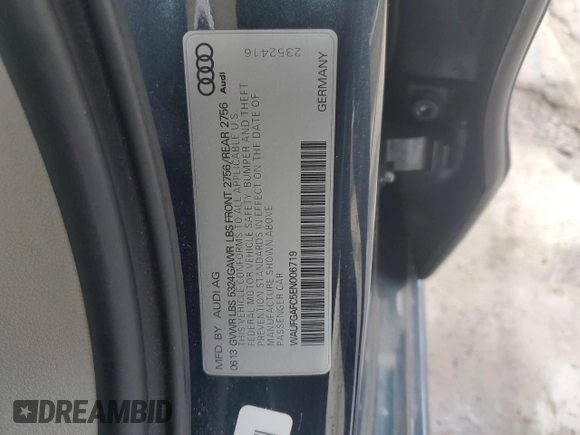 Audi
2352416
MFD BY AUDI AG
GERMANY
0613 GVWR LBS 5324GAWR LBS FRONT 2756/REAR 2756
THIS VEHICLE CONFORMS TO ALL APPLICABLE U S
FEDERAL MOTOR VEHICLE SAFETY, BUMPER AND THEFT
PREVENTION STANDARDS IN EFFECT ON THE DATE OF
MANUFACTURE SHOWN ABOVE
PASSENGER CAR
WAUFGAFC5EN006719
DREAMBID